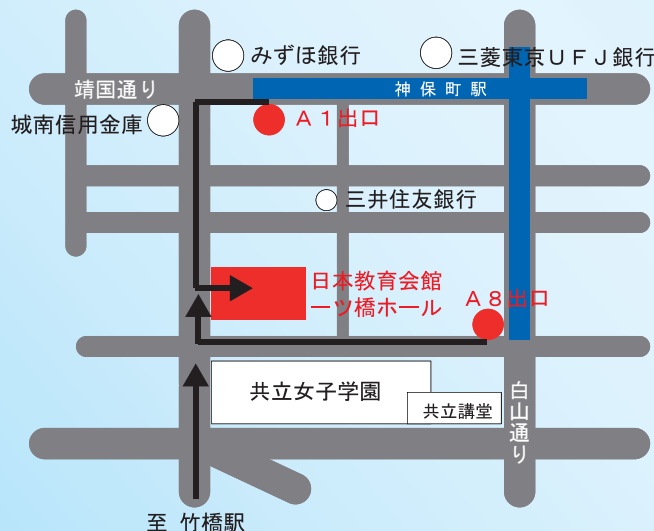 みずほ銀行
三菱東京UFJ銀行
靖国通り
神保町駅
城南信用金庫
A1出口
三井住友銀行
日本教育会館
一ツ橋ホール
A8出口
共立女子学園
共立講堂
白山通り
至 竹橋駅